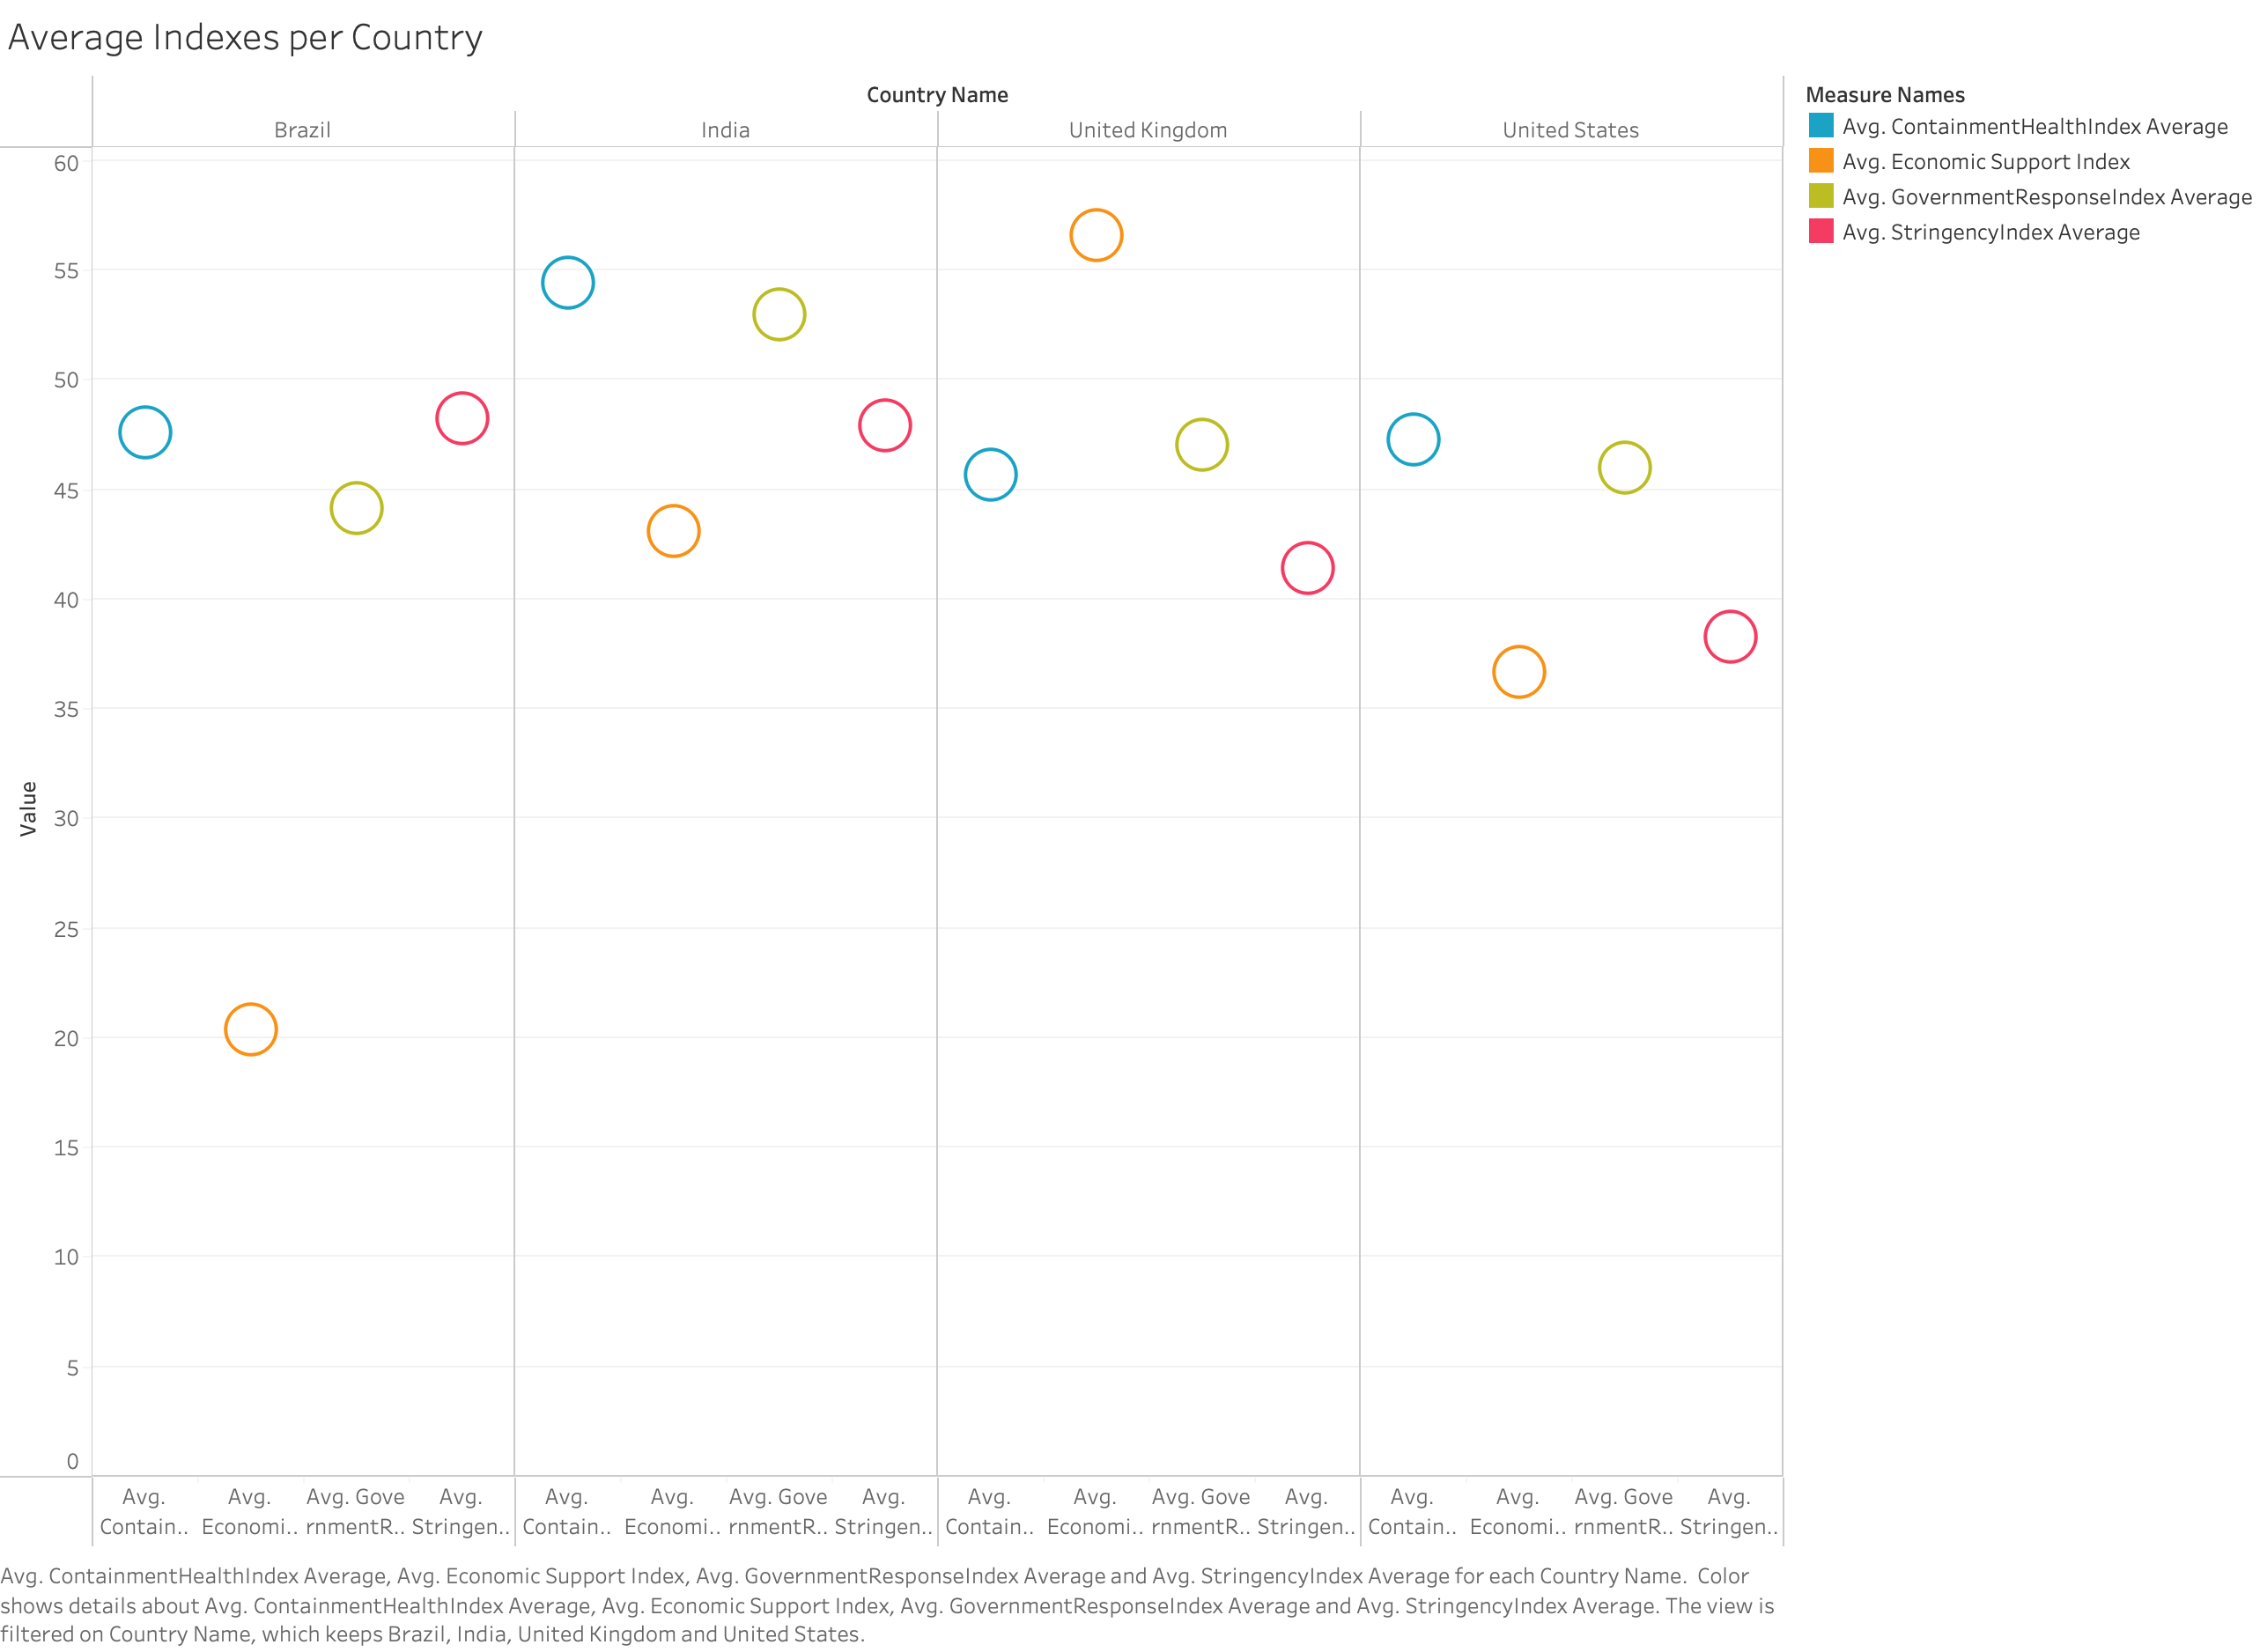 Average Indexes per Country
Country Name
Brazil India United Kingdom United States
Measure Names
Avg. ContainmentHealthIndex Average
Avg. Economic Support Index
Avg. GovernmentResponseIndex Average
Avg. StringencyIndex Average
60
55
50
45
40
35
30
25
20
15
10
5
0
Value
Avg. Avg. Avg. Gove Avg. Avg. Avg. Avg. Gove Avg. Avg. Avg. Avg. Gove Avg. Avg. Avg. Avg. Gove Avg.
Contain.. Economi.. rnmentR.. Stringen.. Contain.. Economi.. rnmentR.. Stringen.. Contain.. Economi.. rnmentR.. Stringen.. Contain.. Economi.. rnmentR.. Stringen..
Avg. ContainmentHealthIndex Average, Avg. Economic Support Index, Avg. GovernmentResponseIndex Average and Avg. StringencyIndex Average for each Country Name.  Color
shows details about Avg. ContainmentHealthIndex Average, Avg. Economic Support Index, Avg. GovernmentResponseIndex Average and Avg. StringencyIndex Average. The view is
filtered on Country Name, which keeps Brazil, India, United Kingdom and United States.